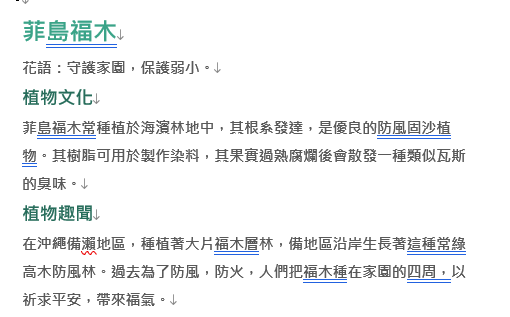 菲島福木
花語：守護家園，保護弱小。
植物文化
菲島福木常種植於海濱林地中，其根系發達，是優良的防風固沙植
物。其樹脂可用於製作染料，其果實過熟腐爛後會散發一種類似瓦斯
的臭味。
植物趣聞
在沖繩備瀨地區，種植著大片福木層林，備地區沿岸生長著這種常綠
高木防風林。過去為了防風，防火，人們把福木種在家園的四周，以
祈求平安，帶來福氣。